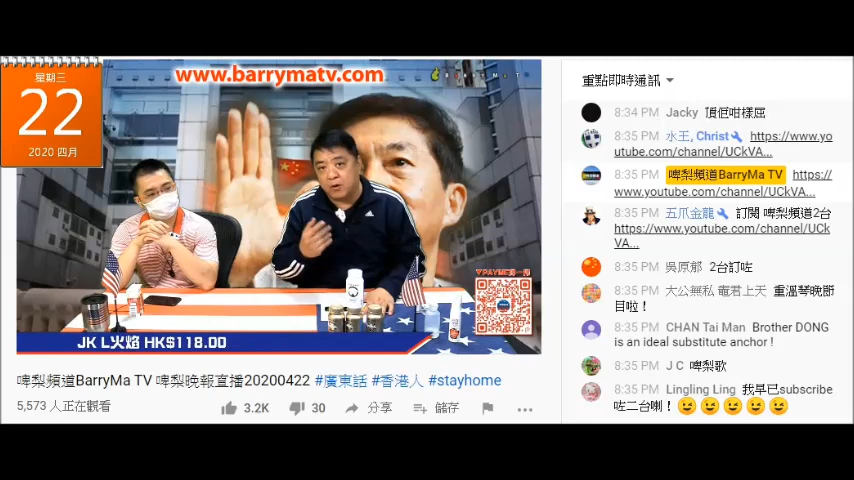 星期三
22
2020 四月
www.barrymatv.com
PAYME
JK L火焰 HK$118.00
啤梨頻道BarryMa TV 啤梨晚報直播20200422 #廣東話 #香港人 #stayhome
5,573 人正在觀看
3.2K
30
分享
儲存
重點即時通訊
8:34 PM Jacky 頂佢咁樣屈
8:35 PM 水王, Christ https://www.yo
utube.com/channel/UCkVA...
8:35 PM 啤梨頻道BarryMa TV https://
www.youtube.com/channel/UCkVA...
8:35 PM 五爪金龍 訂閱 啤梨頻道2台
https://www.youtube.com/channel/UCk
VA...
8:35 PM 吳原郁 2台訂咗
8:35 PM 大公無私 竜君上天 重溫琴晚節
目啦！
8:35 PM CHAN Tai Man Brother DONG
is an ideal substitute anchor !
8:35 PM J C 啤梨歌
8:35 PM Lingling Ling 我早已subscribe
咗二台喇！